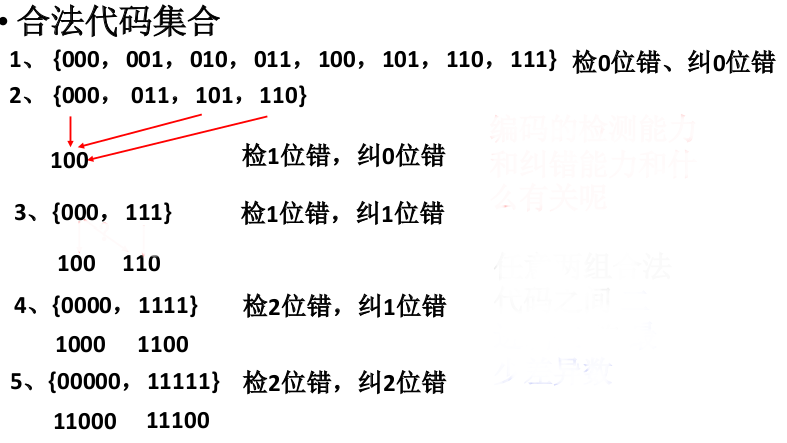 • 合法代码集合
1、 {000，001，010，011，100，101，110，111} 检0位错、纠0位错
2、 {000， 011，101，110}
100 检1位错，纠0位错
3、{000，111} 检1位错，纠1位错
100 110
4、{0000，1111} 检2位错，纠1位错
1000 1100
5、{00000，11111} 检2位错，纠2位错
11000 11100
编码的检测能力
和纠错能力和什
么有关呢